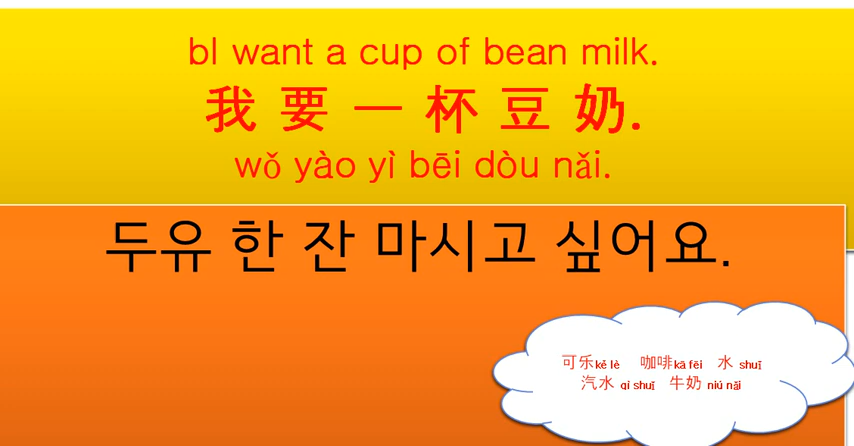 bI want a cup of bean milk.
我 要 一 杯 豆 奶.
wǒ yào yì bēi dòu nǎi.
두유 한 잔 마시고 싶어요.
可乐kě lè 咖啡kā fēi 水 shuǐ
汽水 qì shuǐ 牛奶 niú nǎi